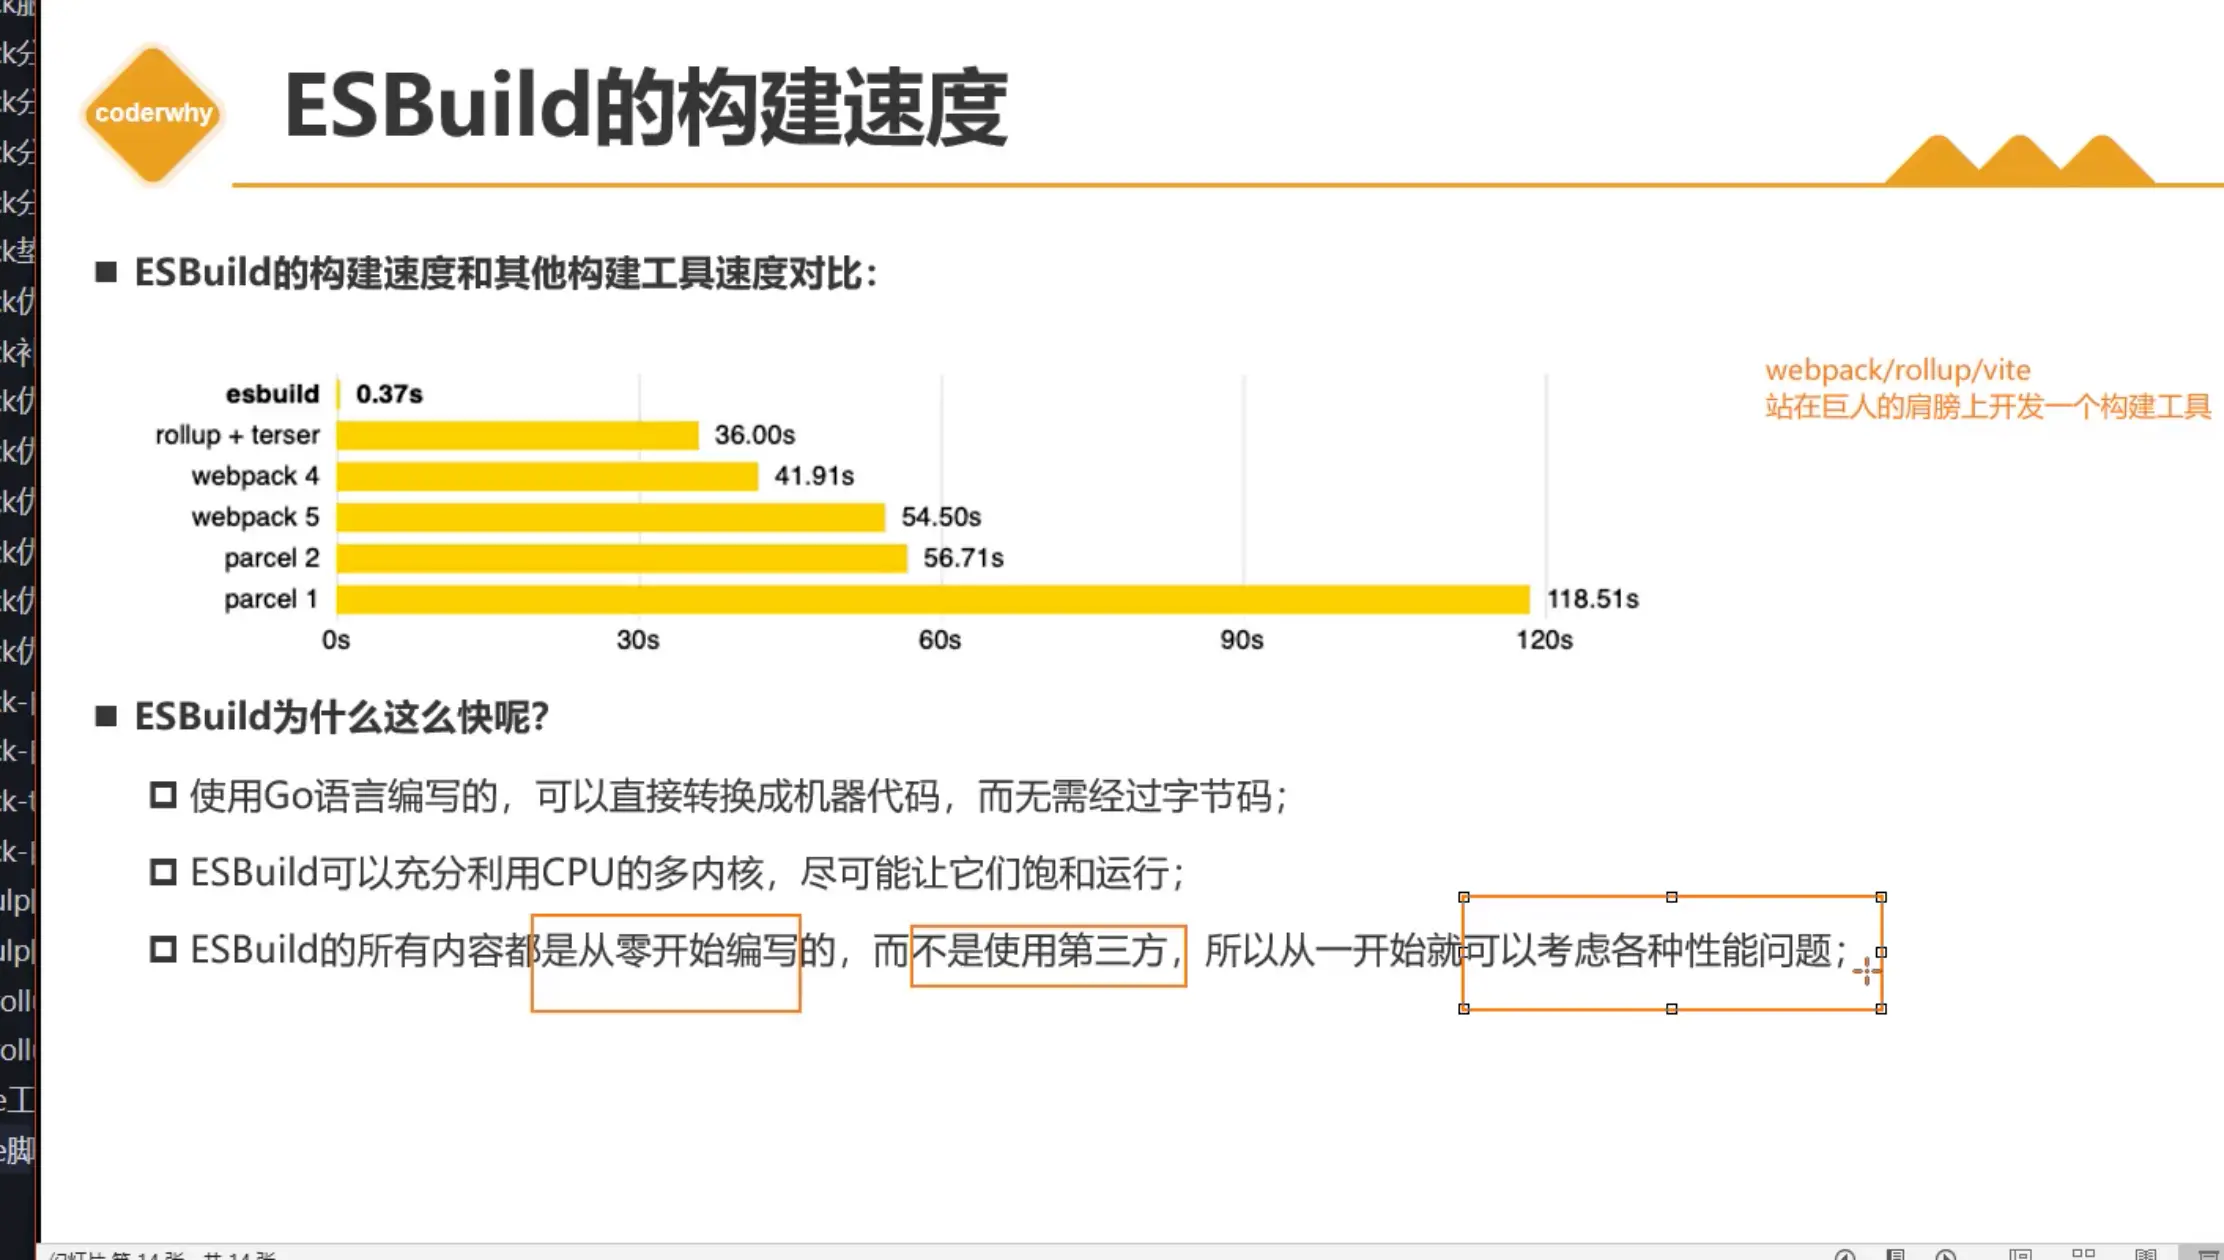 coderwhy
ESBuild的构建速度
ESBuild的构建速度和其他构建工具速度对比：
webpack/rollup/vite
站在巨人的肩膀上开发一个构建工具
esbuild 0.37s
rollup + terser 36.00s
webpack 4 41.91s
webpack 5 54.50s
parcel 2 56.71s
parcel 1 118.51s
0s 30s 60s 90s 120s
ESBuild为什么这么快呢？
使用Go语言编写的，可以直接转换成机器代码，而无需经过字节码；
ESBuild可以充分利用CPU的多内核，尽可能让它们饱和运行；
ESBuild的所有内容都是从零开始编写的，而不是使用第三方，所以从一开始就可以考虑各种性能问题；